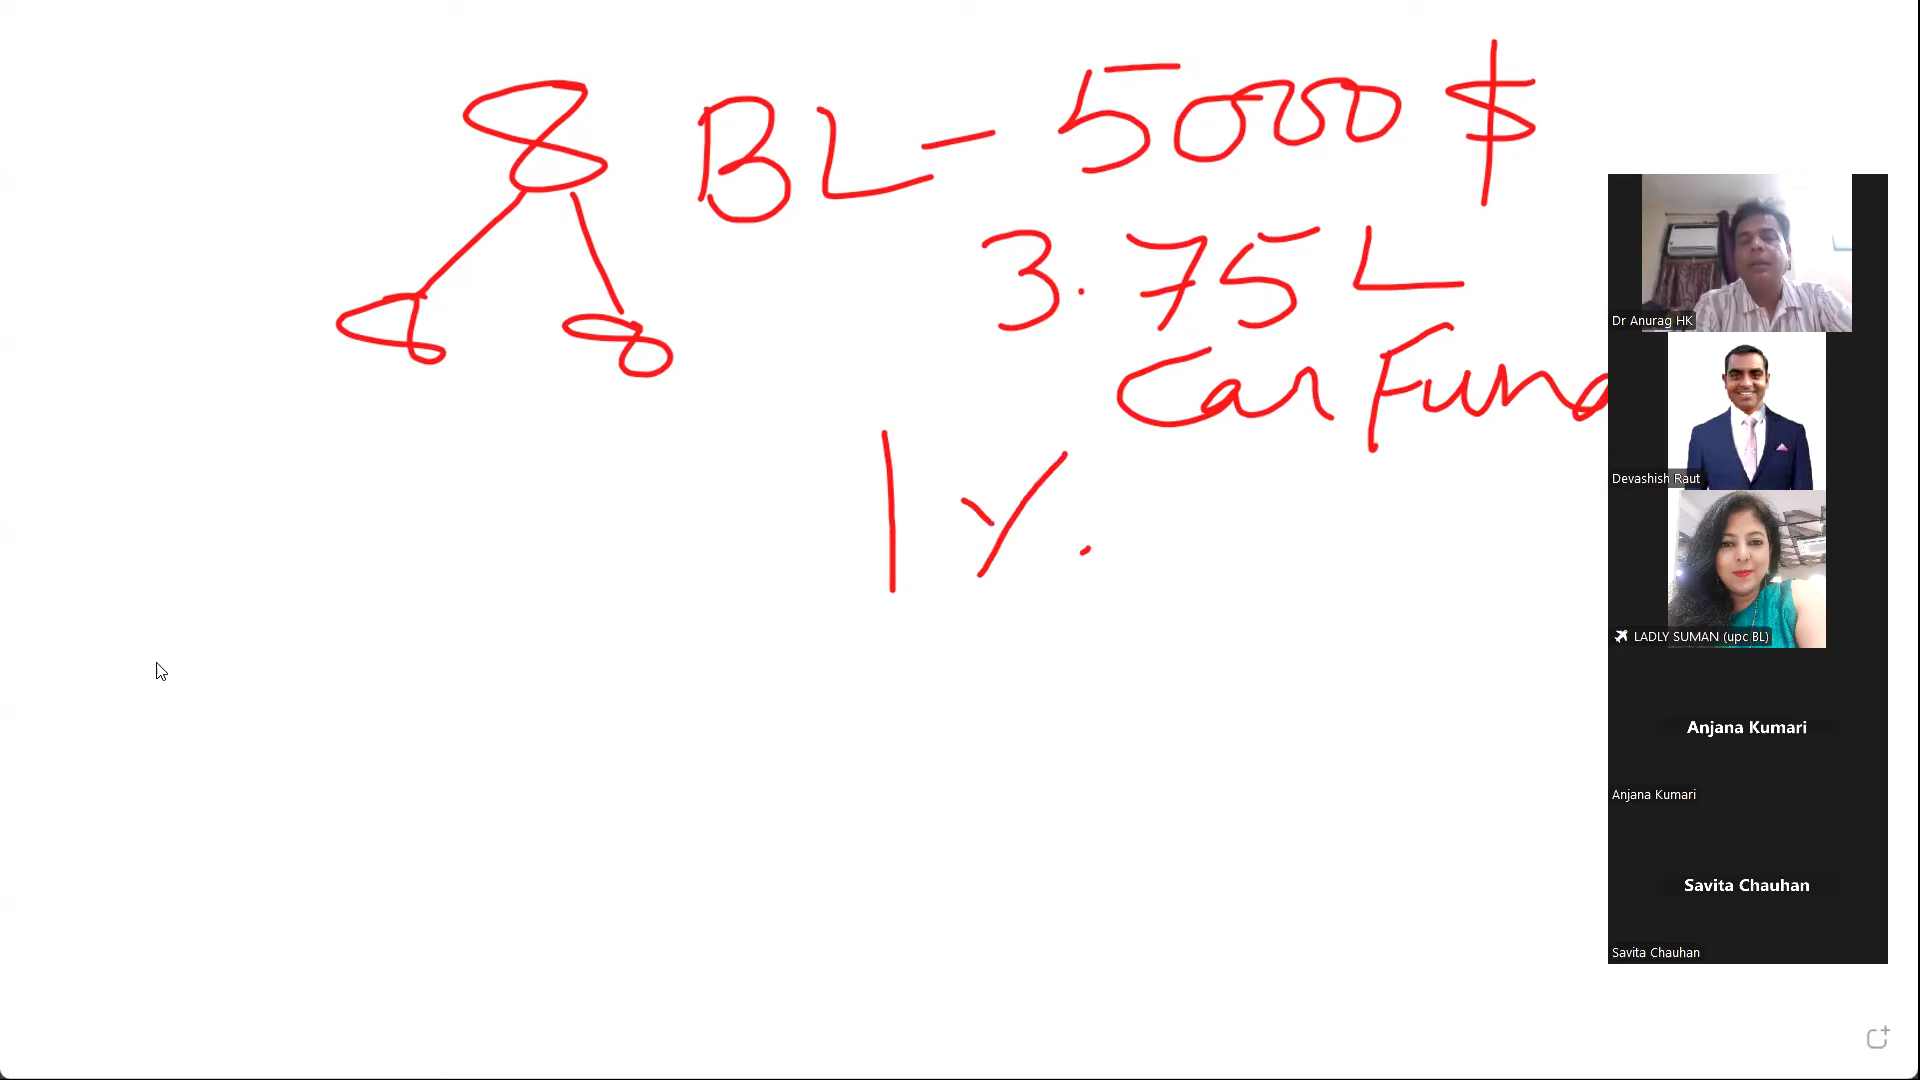 8 BL - 5000 $
8 8
3.75 L
Car Fund
1 %
Dr Anurag HK
Devashish Raut
LADLY SUMAN (upc BL)
Anjana Kumari
Anjana Kumari
Savita Chauhan
Savita Chauhan